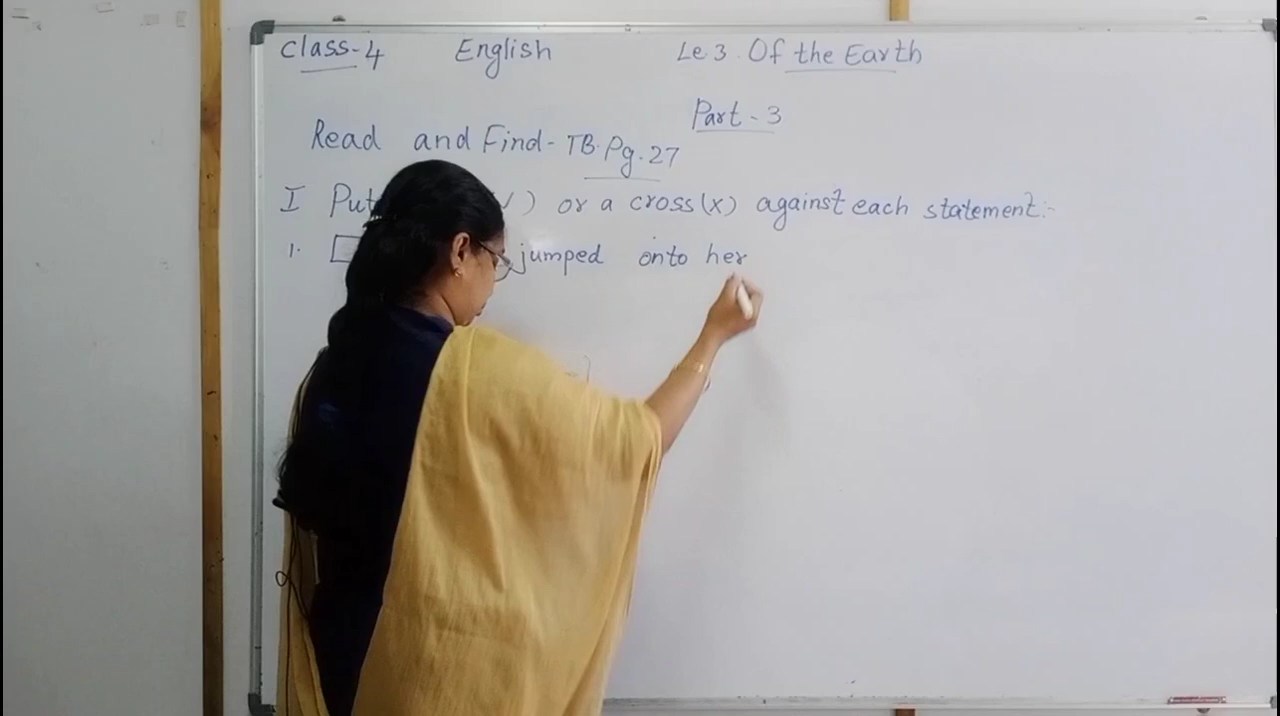 Class-4 English Le 3. Of the Earth
Part-3
Read and Find- TB. Pg. 27
I Put ) or a cross(x) against each statement:-
1. jumped onto her